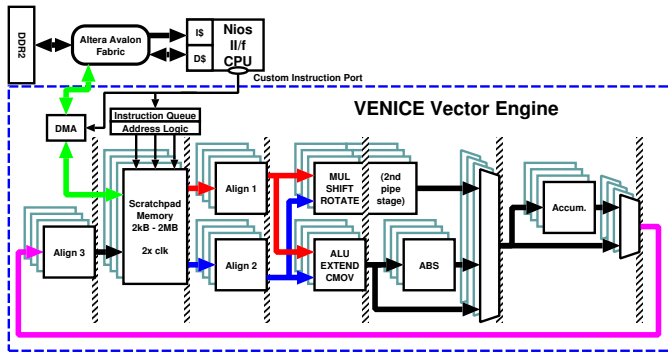 DDR2
Altera Avalon
Fabric
I$
D$
Nios
II/f
CPU
Custom Instruction Port
VENICE Vector Engine
DMA
Instruction Queue
Address Logic
Align 3
Scratchpad
Memory
2kB - 2MB
2x clk
Align 1
Align 2
MUL
SHIFT
ROTATE
(2nd
pipe
stage)
ALU
EXTEND
CMOV
ABS
Accum.